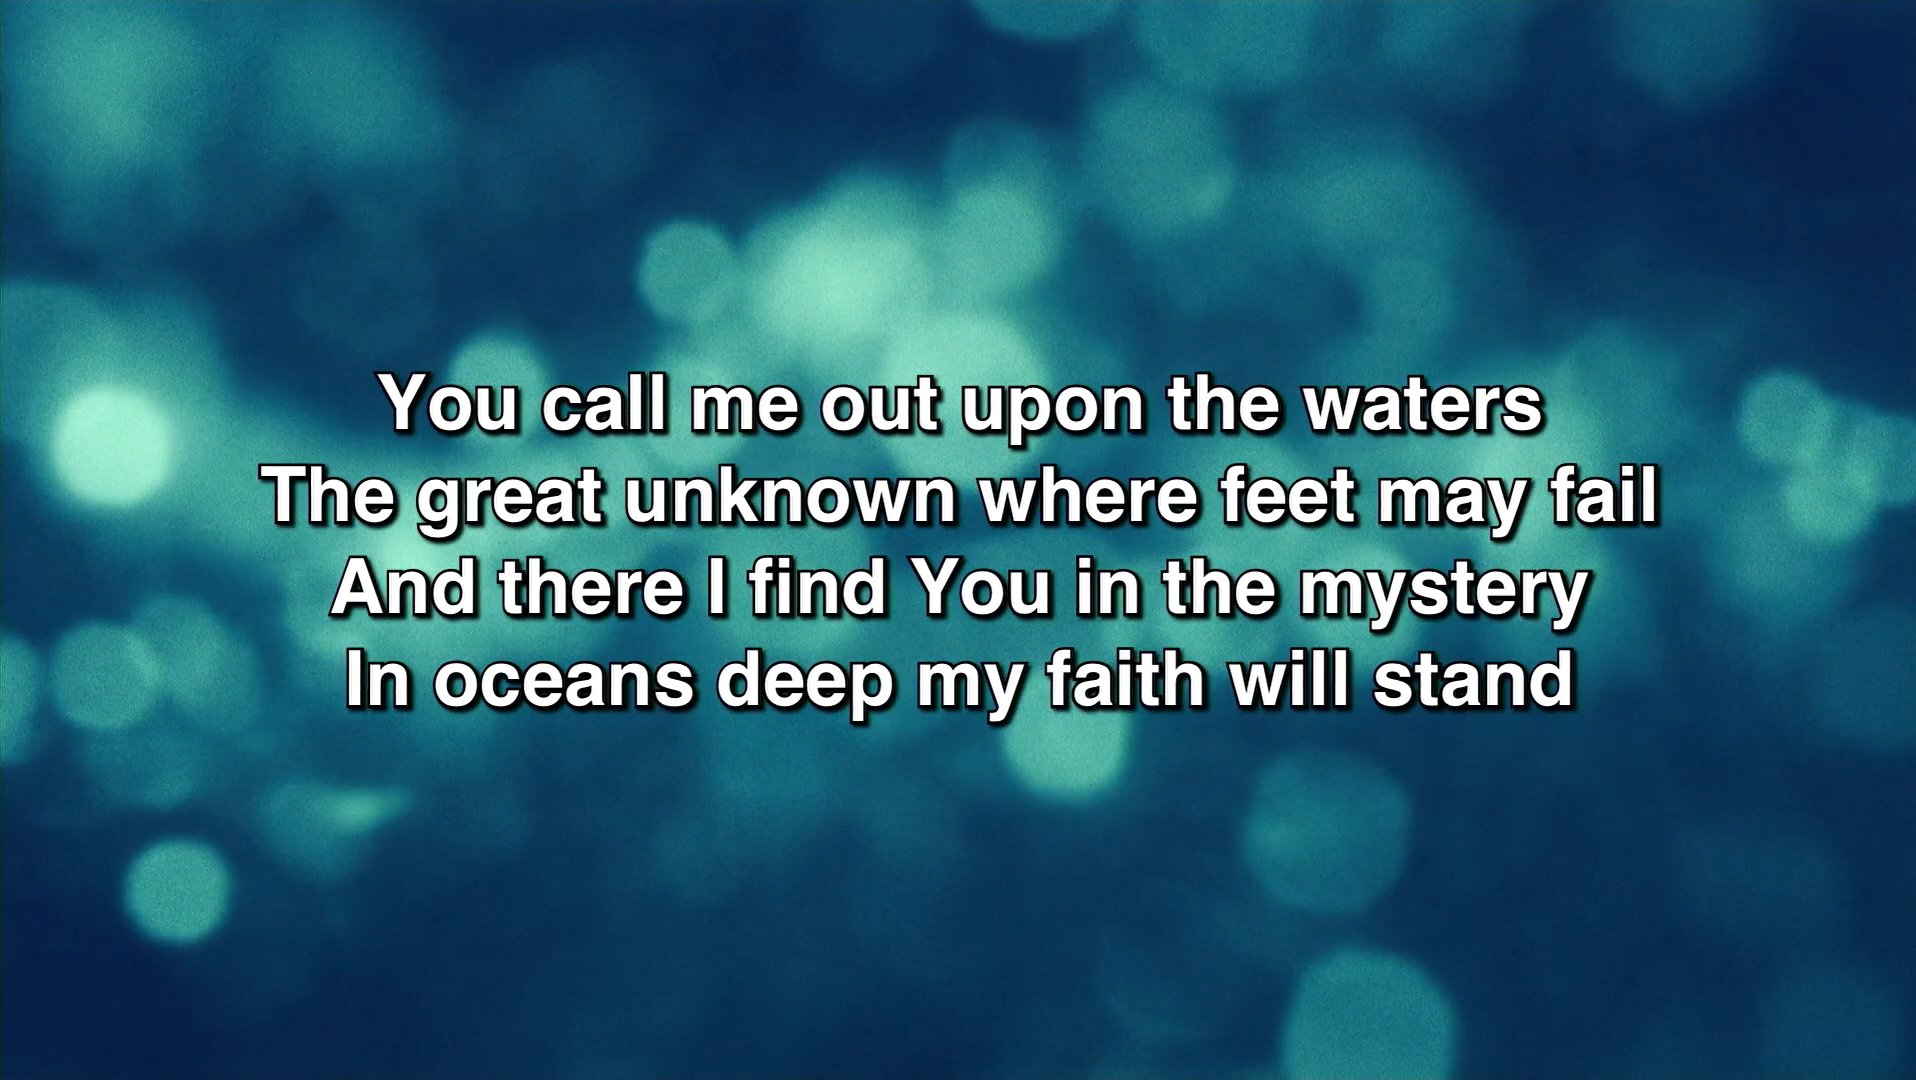 You call me out upon the waters
The great unknown where feet may fail
And there I find You in the mystery
In oceans deep my faith will stand